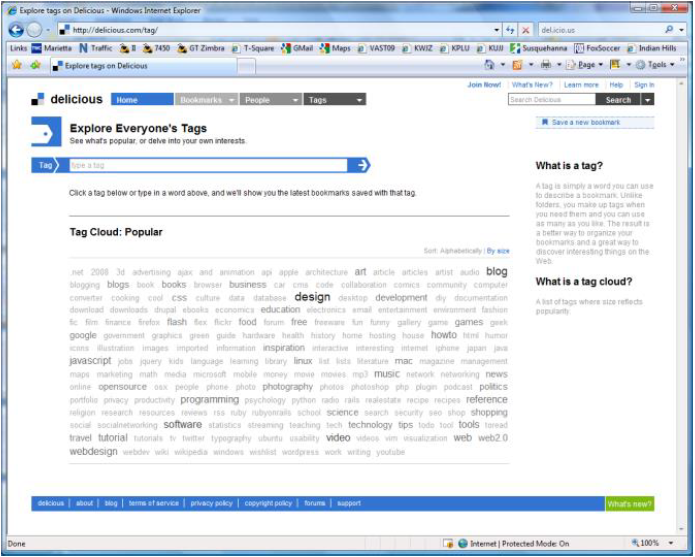 Explore tags on Delicious - Windows Internet Explorer
http://delicious.com/tag/
del.icio.us
Links Marietta Traffic 8 7450 GT Zimbra T-Square GMail Maps VAST09 KWIZ KPLU KUJJ Susquehanna FoxSoccer Indian Hills
Explore tags on Delicious
Page Tools
Join Now! What's New? Learn more Help Sign In
delicious Home Bookmarks People Tags
Search Delicious Search
Explore Everyone's Tags
See what's popular, or delve into your own interests.
Save a new bookmark
Tag type a tag
Click a tag below or type in a word above, and we'll show you the latest bookmarks saved with that tag.
What is a tag?
A tag is simply a word you can use
to describe a bookmark. Unlike
folders, you make up tags when
you need them and you can use
as many as you like. The result is
a better way to organize your
bookmarks and a great way to
discover interesting things on the
Web.
What is a tag cloud?
A list of tags where size reflects
popularity.
Tag Cloud: Popular
Sort: Alphabetically | By size
.net 2008 3d advertising ajax and animation api apple architecture art article articles artist audio blog
blogging blogs book books browser business car cms code collaboration comics community computer
converter cooking cool css culture data database design desktop development diy documentation
download downloads drupal ebooks economics education electronics email entertainment environment fashion
fic film finance firefox flash flex flickr food forum free freeware fun funny gallery game games geek
google government graphics green guide hardware health history home hosting house howto html humor
icons illustration images imported information inspiration interactive interesting internet iphone japan java
javascript jobs jquery kids language learning library linux list lists literature mac magazine management
maps marketing math media microsoft mobile money movie movies mp3 music network networking news
online opensource osx people phone photo photography photos photoshop php plugin podcast politics
portfolio privacy productivity programming psychology python radio rails realestate recipe recipes reference
religion research resources reviews rss ruby rubyonrails school science search security seo shop shopping
social socialnetworking software statistics streaming teaching tech technology tips todo tool tools toread
travel tutorial tutorials tv twitter typography ubuntu usability video videos vim visualization web web2.0
webdesign webdev wiki wikipedia windows wishlist wordpress work writing youtube
delicious | about | blog | terms of service | privacy policy | copyright policy | forums | support
What's new?
Done
Internet | Protected Mode: On
100%